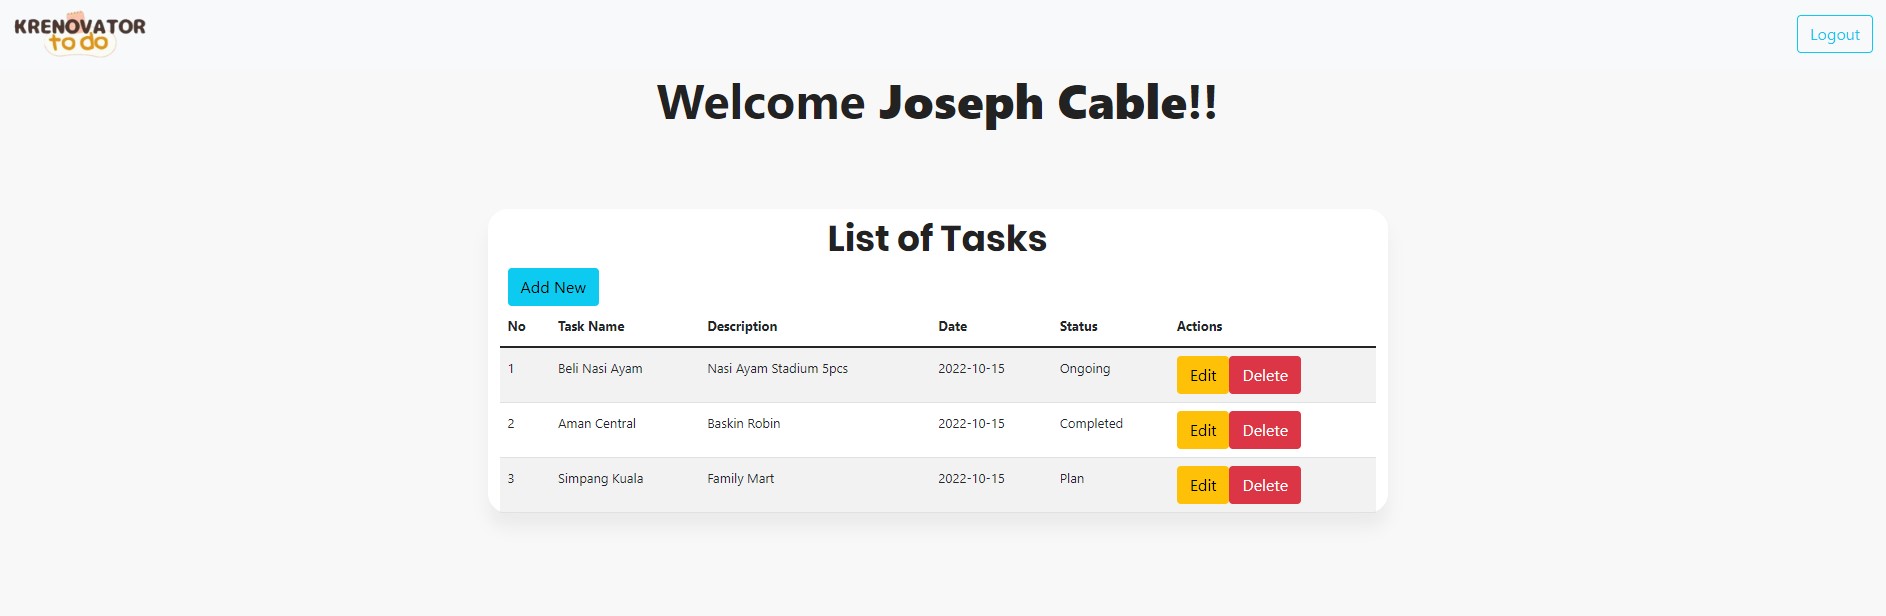 KRENOVATOR
to do
Logout
Welcome Joseph Cable!!
List of Tasks
Add New
No Task Name Description Date Status Actions
1 Beli Nasi Ayam Nasi Ayam Stadium 5pcs 2022-10-15 Ongoing Edit Delete
2 Aman Central Baskin Robin 2022-10-15 Completed Edit Delete
3 Simpang Kuala Family Mart 2022-10-15 Plan Edit Delete